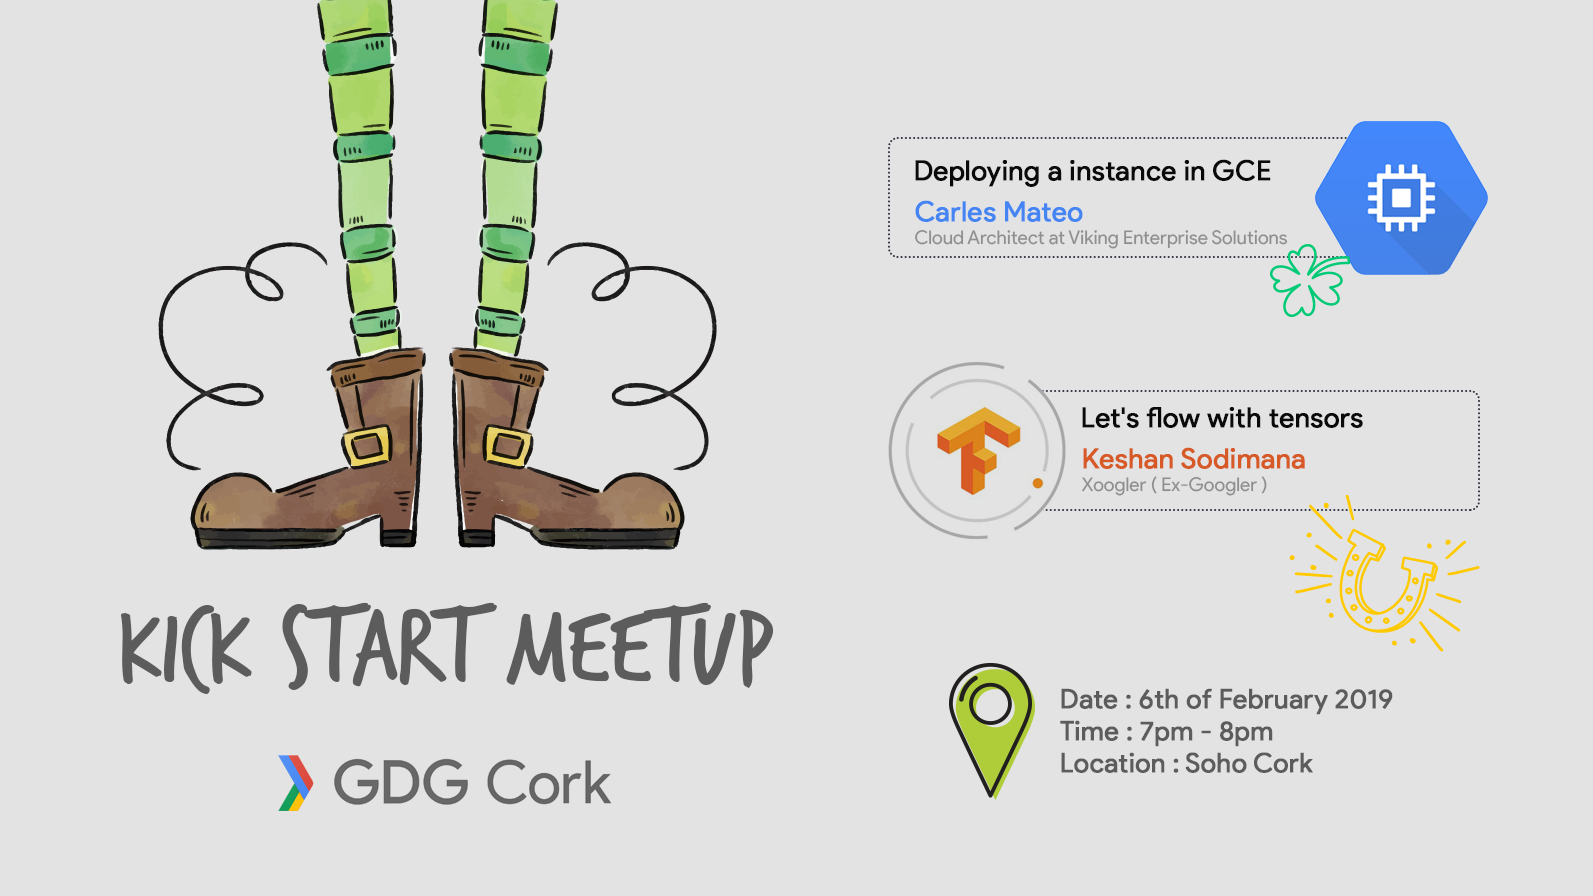 KICK START MEETUP
GDG Cork
Deploying a instance in GCE
Carles Mateo
Cloud Architect at Viking Enterprise Solutions
Let's flow with tensors
Keshan Sodimana
Xoogler ( Ex-Googler )
Date : 6th of February 2019
Time : 7pm - 8pm
Location : Soho Cork